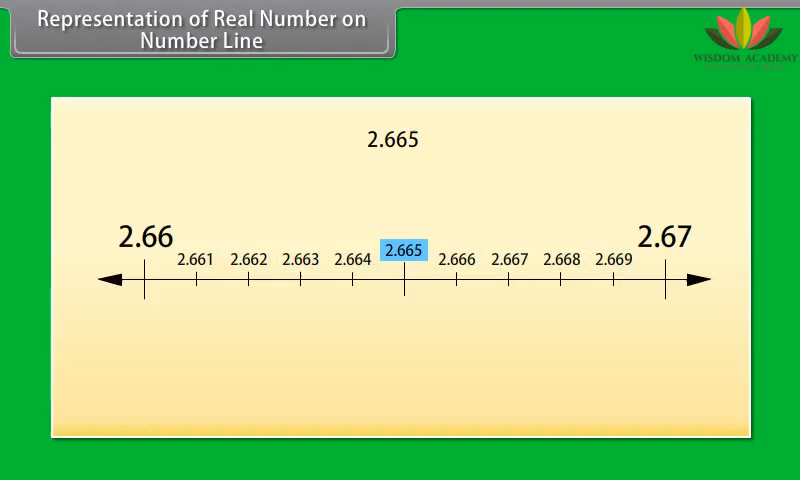 Representation of Real Number on
Number Line
WISDOM ACADEMY
2.665
2.66 2.67
2.661 2.662 2.663 2.664 2.665 2.666 2.667 2.668 2.669